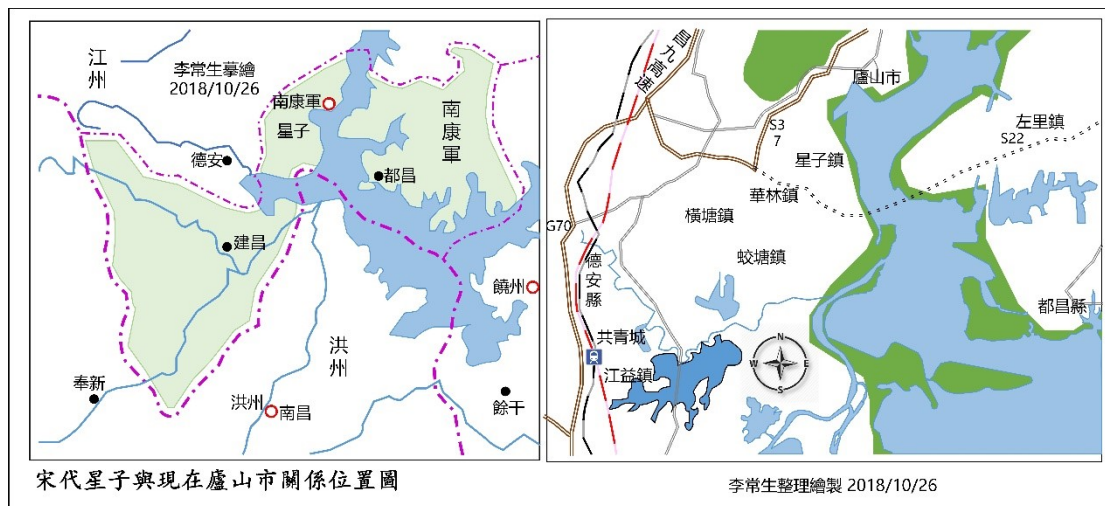 江州
李常生摹繪
2018/10/26
南康軍
星子
南康軍
德安
都昌
建昌
饒州
洪州
奉新
洪州
南昌
餘干
宋代星子與現在廬山市關係位置圖
昌九高速
廬山市
S3
7
左里鎮
S22
星子鎮
華林鎮
橫塘鎮
G70
德安縣
蛟塘鎮
都昌縣
共青城
N
W
E
S
江益鎮
李常生整理繪製 2018/10/26